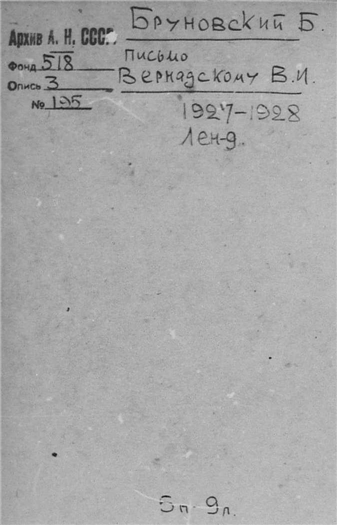 Бруновский Б.
Архив А. Н. СССР
письмо
Фонд 518
Вернадскому В.И.
Опись 3
№ 195
1927-1928
Лен-д.
5п. 9л.